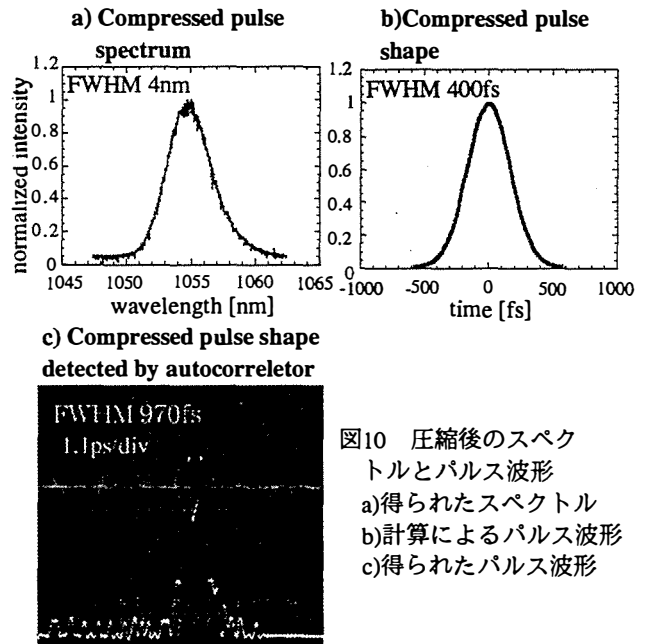 a) Compressed pulse
spectrum
FWHM 4nm
normalized intensity
1.2
1
0.8
0.6
0.4
0.2
0
1045
1050
1055
1060
1065
wavelength [nm]
b)Compressed pulse
shape
FWHM 400fs
1.2
1
0.8
0.6
0.4
0.2
0
-1000
-500
0
500
1000
time [fs]
c) Compressed pulse shape
detected by autocorreletor
FWHM 970fs
1.1ps/div
図10 圧縮後のスペク
トルとパルス波形
a)得られたスペクトル
b)計算によるパルス波形
c)得られたパルス波形